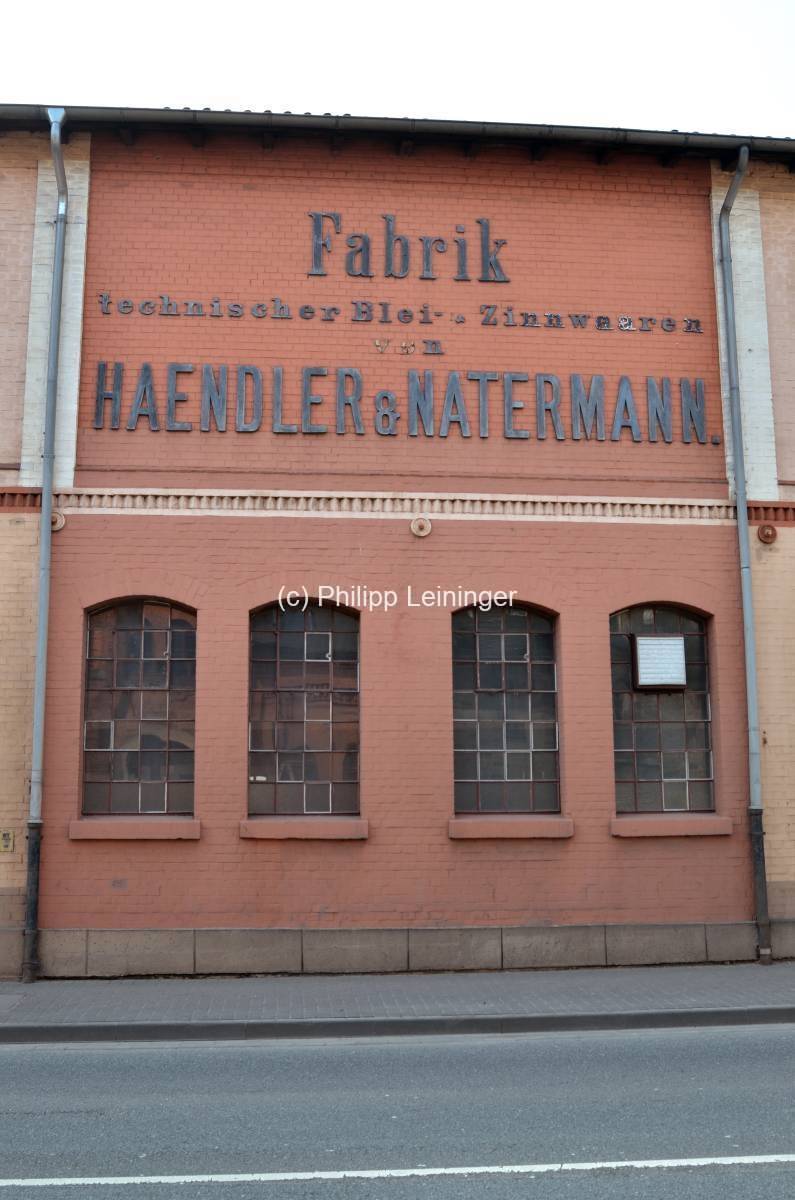 Fabrik
technischer Blei- u. Zinnwaaren
von
HAENDLER & NATERMANN.
(c) Philipp Leininger